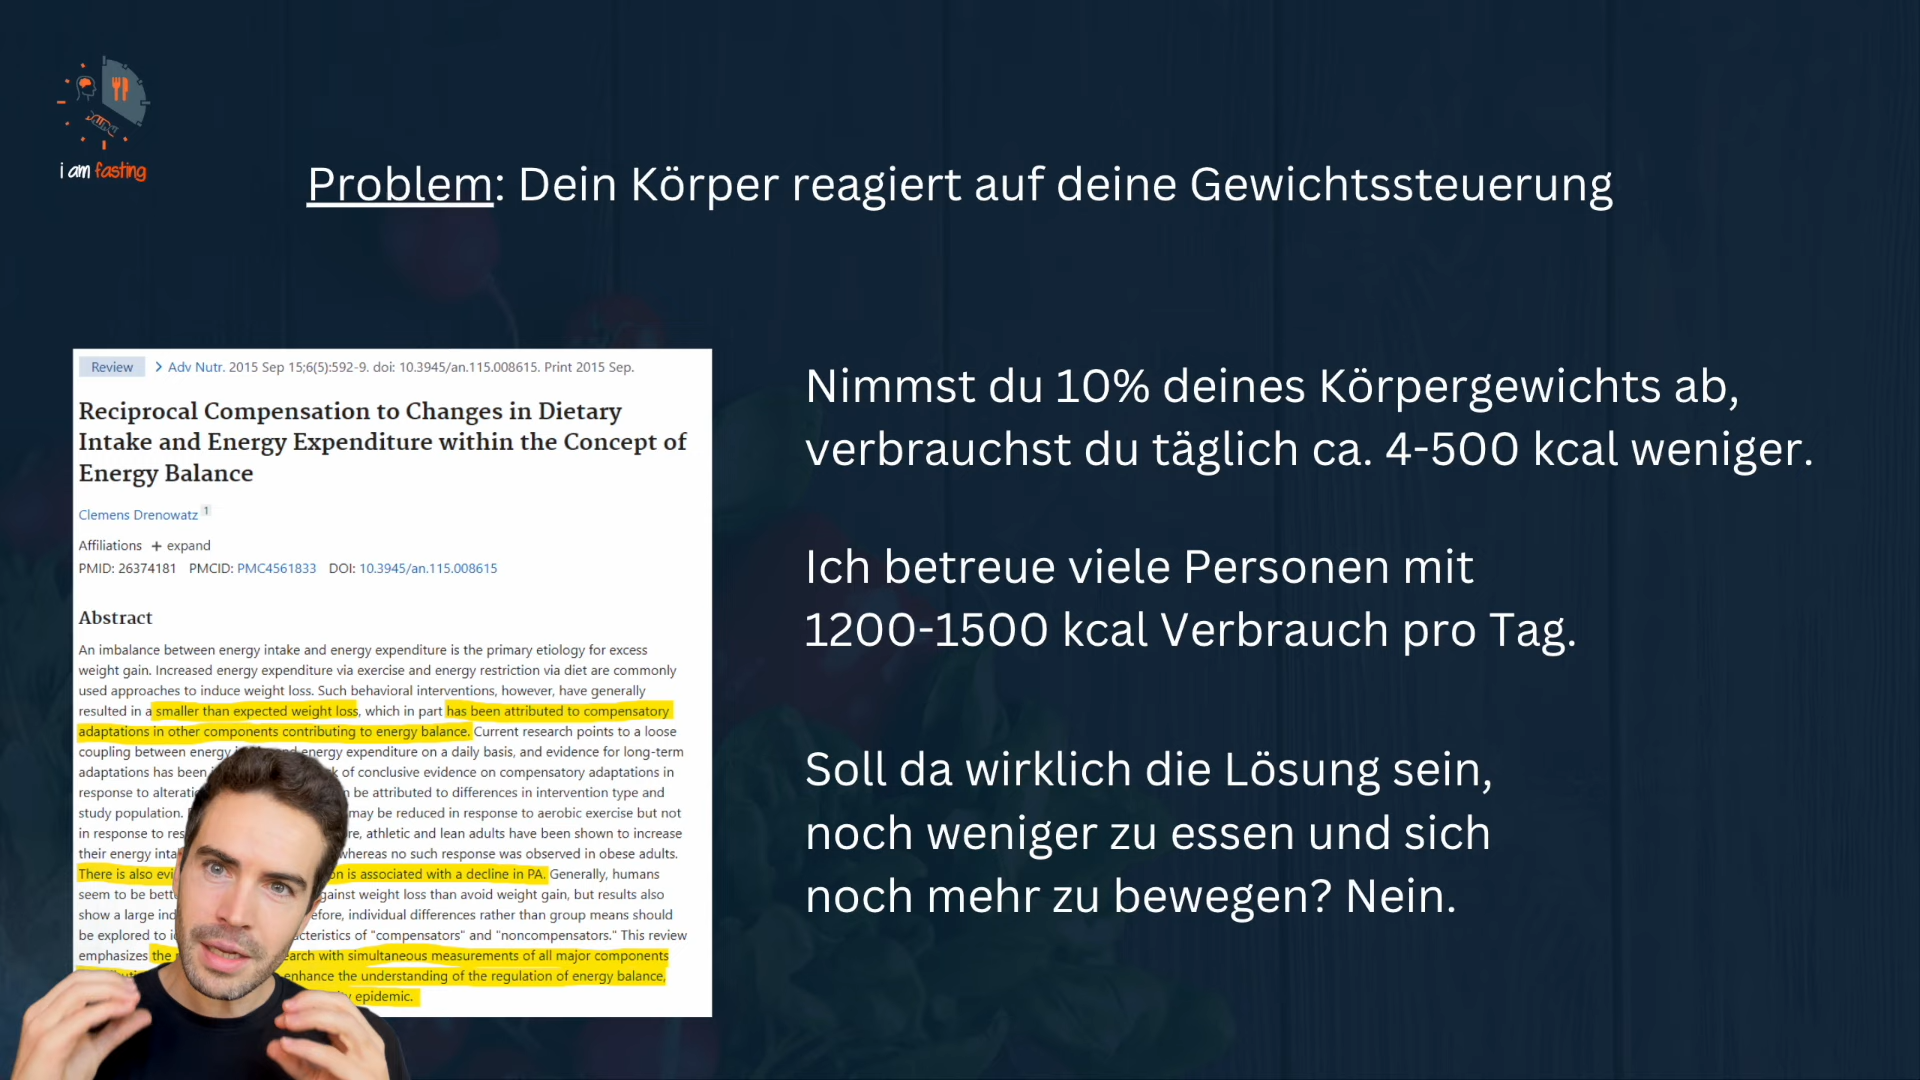 i am fasting
Problem: Dein Körper reagiert auf deine Gewichtssteuerung
Review > Adv Nutr. 2015 Sep 15;6(5):592-9. doi: 10.3945/an.115.008615. Print 2015 Sep.
Reciprocal Compensation to Changes in Dietary
Intake and Energy Expenditure within the Concept of
Energy Balance
Clemens Drenowatz 1
Affiliations + expand
PMID: 26374181 PMCID: PMC4561833 DOI: 10.3945/an.115.008615
Abstract
An imbalance between energy intake and energy expenditure is the primary etiology for excess
weight gain. Increased energy expenditure via exercise and energy restriction via diet are commonly
used approaches to induce weight loss. Such behavioral interventions, however, have generally
resulted in a smaller than expected weight loss, which in part has been attributed to compensatory
adaptations in other components contributing to energy balance. Current research points to a loose
coupling between energy and energy expenditure on a daily basis, and evidence for long-term
adaptations has been of conclusive evidence on compensatory adaptations in
response to be attributed to differences in intervention type and
study population. may be reduced in response to aerobic exercise but not
in response to athletic and lean adults have been shown to increase
their energy whereas no such response was observed in obese adults.
There is also is associated with a decline in PA. Generally, humans
seem to be weight loss than avoid weight gain, but results also
show a large individual differences rather than group means should
be explored to of "compensators" and "noncompensators." This review
emphasizes the with simultaneous measurements of all major components
enhance the understanding of the regulation of energy balance,
epidemic.
Nimmst du 10% deines Körpergewichts ab,
verbrauchst du täglich ca. 4-500 kcal weniger.
Ich betreue viele Personen mit
1200-1500 kcal Verbrauch pro Tag.
Soll da wirklich die Lösung sein,
noch weniger zu essen und sich
noch mehr zu bewegen? Nein.